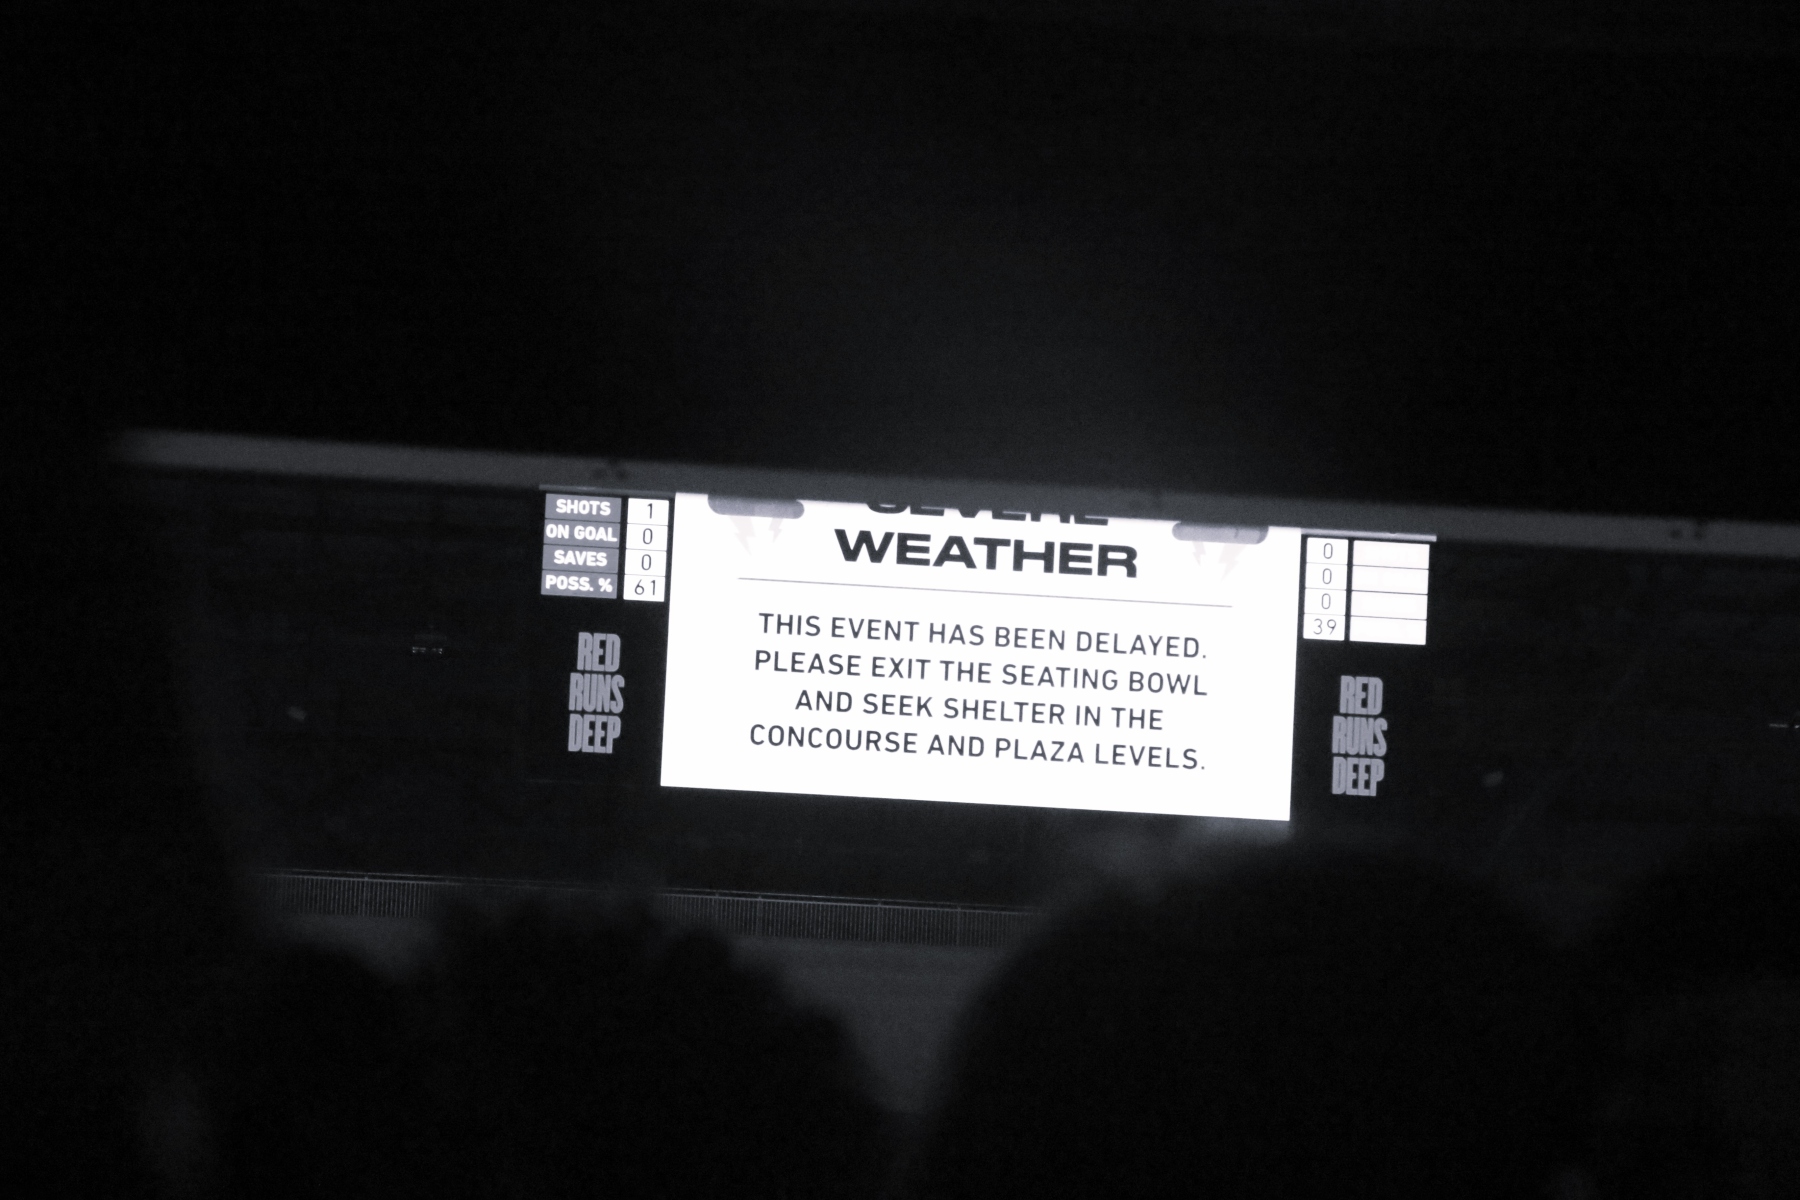 SHOTS 1
ON GOAL 0
SAVES 0
POSS. % 61
RED
RUNS
DEEP
SEVERE
WEATHER
THIS EVENT HAS BEEN DELAYED.
PLEASE EXIT THE SEATING BOWL
AND SEEK SHELTER IN THE
CONCOURSE AND PLAZA LEVELS.
0
0
0
39
RED
RUNS
DEEP